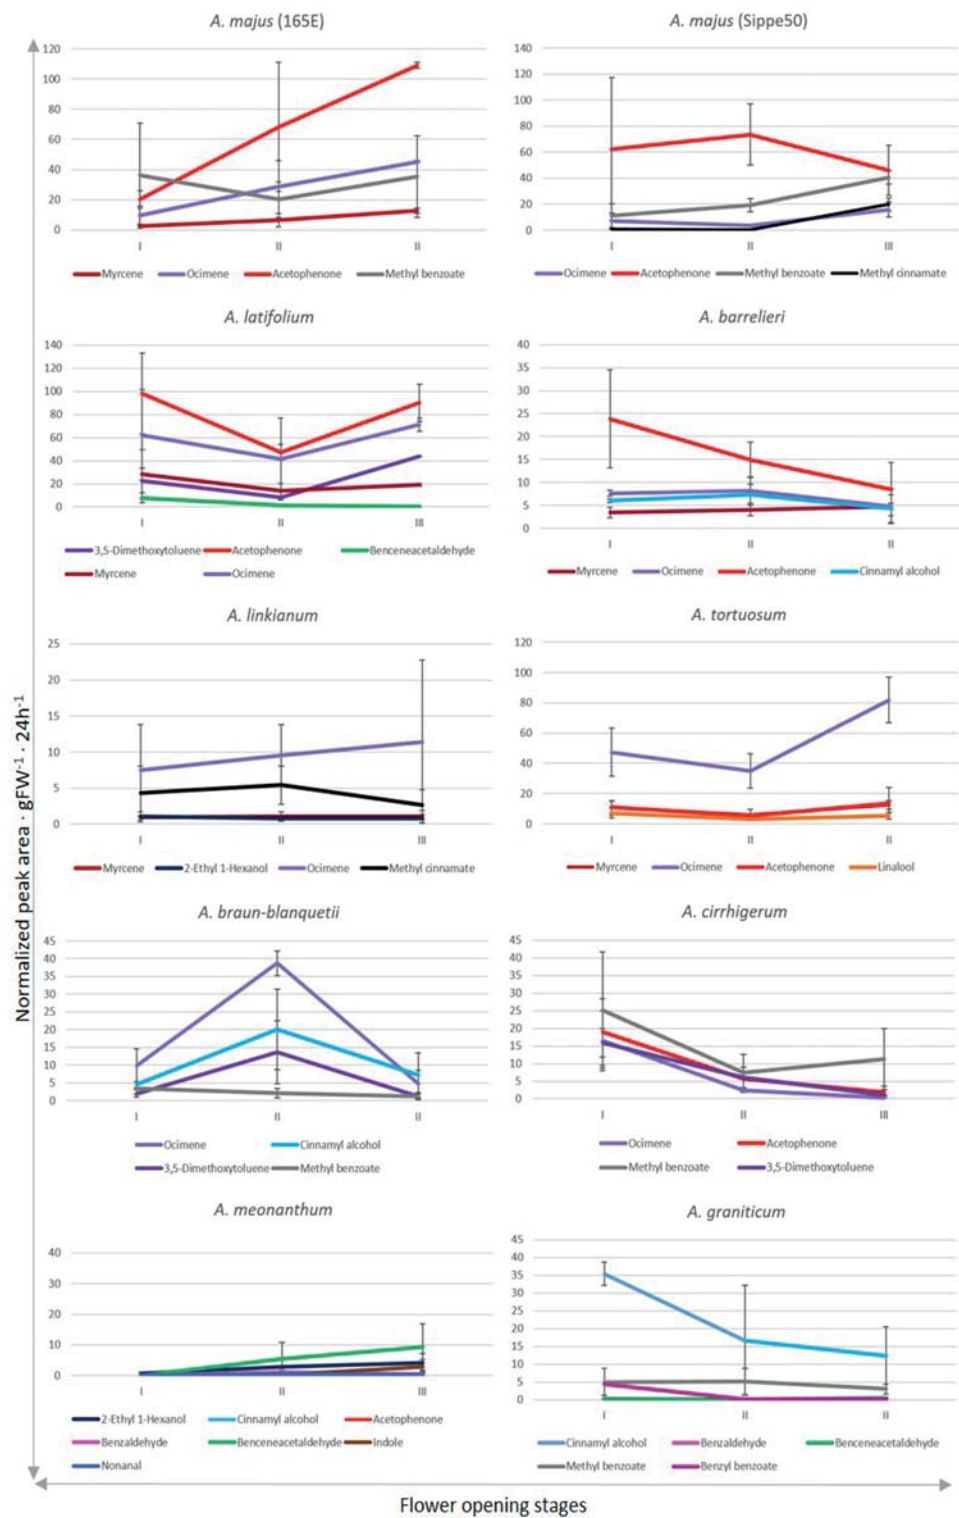 A. majus (165E)
120
100
80
60
40
20
0
I
II
II
Myrcene Ocimene Acetophenone Methyl benzoate
A. majus (Sippe50)
140
120
100
80
60
40
20
0
I
II
III
Ocimene Acetophenone Methyl benzoate Methyl cinnamate
A. latifolium
140
120
100
80
60
40
20
0
I
II
III
3,5-Dimethoxytoluene Acetophenone Benceneacetaldehyde
Myrcene Ocimene
A. barrelieri
40
35
30
25
20
15
10
5
0
I
II
II
Myrcene Ocimene Acetophenone Cinnamyl alcohol
A. linkianum
25
20
15
10
5
0
I
II
III
Myrcene 2-Ethyl 1-Hexanol Ocimene Methyl cinnamate
A. tortuosum
120
100
80
60
40
20
0
I
II
II
Myrcene Ocimene Acetophenone Linalool
A. braun-blanquetii
45
40
35
30
25
20
15
10
5
0
I
II
II
Ocimene Cinnamyl alcohol
3,5-Dimethoxytoluene Methyl benzoate
A. cirrhigerum
45
40
35
30
25
20
15
10
5
0
I
II
III
Ocimene Acetophenone
Methyl benzoate 3,5-Dimethoxytoluene
A. meonanthum
40
30
20
10
0
I
II
III
2-Ethyl 1-Hexanol Cinnamyl alcohol Acetophenone
Benzaldehyde Benceneacetaldehyde Indole
Nonanal
A. graniticum
45
40
35
30
25
20
15
10
5
0
I
II
II
Cinnamyl alcohol Benzaldehyde Benceneacetaldehyde
Methyl benzoate Benzyl benzoate
Normalized peak area · gFW⁻¹ · 24h⁻¹
Flower opening stages